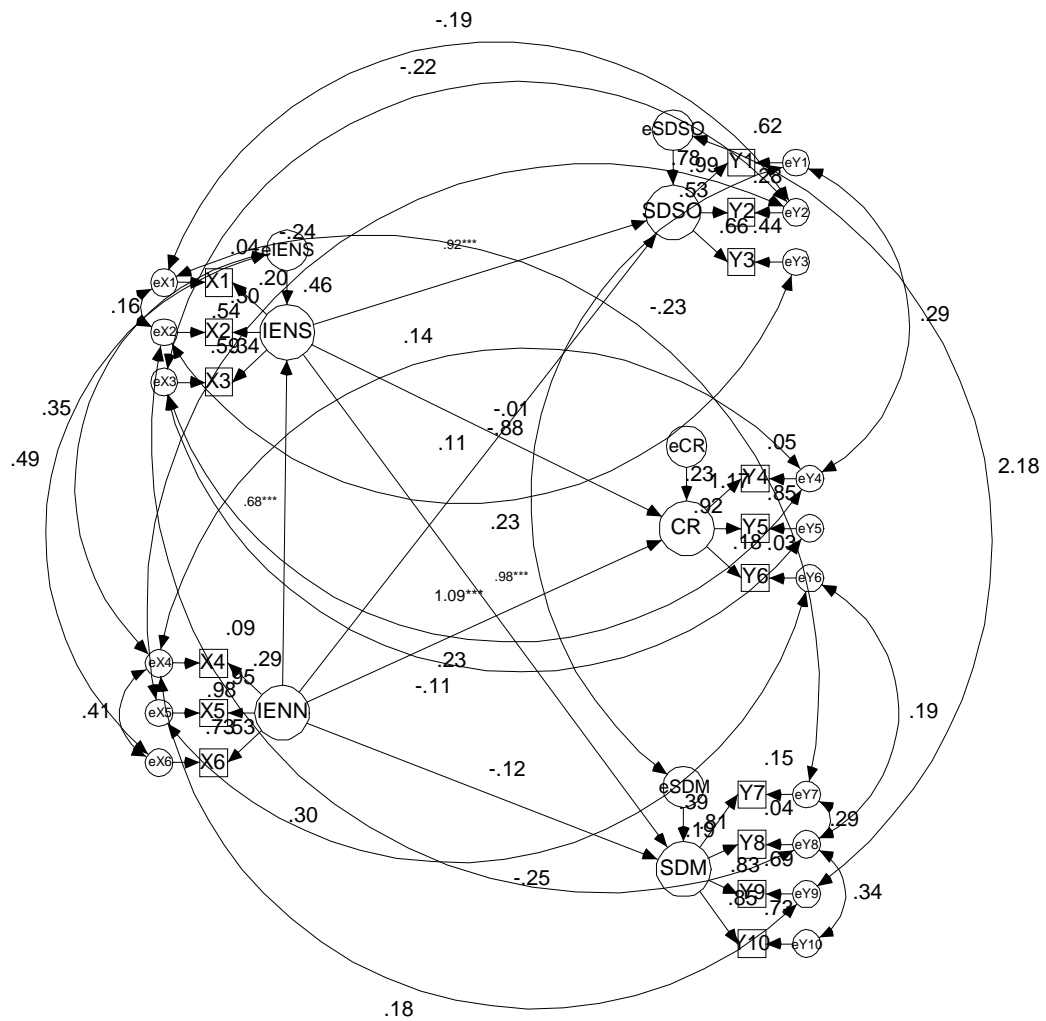 -.19
-.22
.62
eSDSO
.78
.99
Y1
eY1
.28
.53
SDSO
Y2
eY2
.66
.44
Y3
eY3
-.24
.04
eIENS
.92***
.20
.46
eX1
X1
.30
.16
.54
eX2
X2
IENS
.59
.34
eX3
X3
-.23
.14
.29
.35
.49
-.01
-.88
.11
eCR
.05
.23
1.17
Y4
eY4
.85
2.18
.68***
.92
CR
Y5
eY5
.23
.18
.03
Y6
eY6
.98***
1.09***
.09
.29
eX4
X4
.95
.23
-.11
.98
eX5
X5
IENN
.41
.73
.53
eX6
X6
.19
-.12
.15
eSDM
.39
Y7
eY7
.04
.30
.81
.19
.29
Y8
eY8
.69
SDM
.83
-.25
.85
Y9
eY9
.34
.73
Y10
eY10
.18